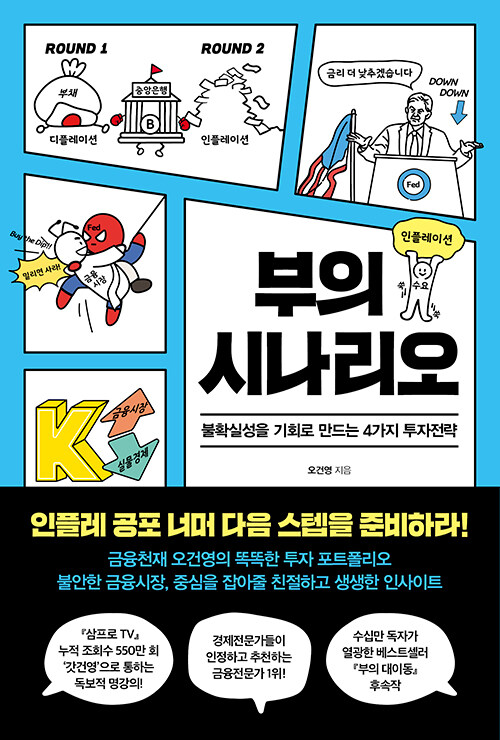 ROUND 1
ROUND 2
부채
중앙은행
B
디플레이션
인플레이션
금리 더 낮추겠습니다
DOWN
DOWN
Fed
Buy the Dip!!
밀리면 사라!
Fed
금융
시장
인플레이션
쑥
수요
쑥
부의
시나리오
불확실성을 기회로 만드는 4가지 투자전략
오건영 지음
K
금융시장
실물경제
인플레 공포 너머 다음 스텝을 준비하라!
금융천재 오건영의 똑똑한 투자 포트폴리오
불안한 금융시장, 중심을 잡아줄 친절하고 생생한 인사이트
『삼프로 TV』
누적 조회수 550만 회
‘갓건영’으로 통하는
독보적 명강의!
경제전문가들이
인정하고 추천하는
금융전문가 1위!
수십만 독자가
열광한 베스트셀러
『부의 대이동』
후속작